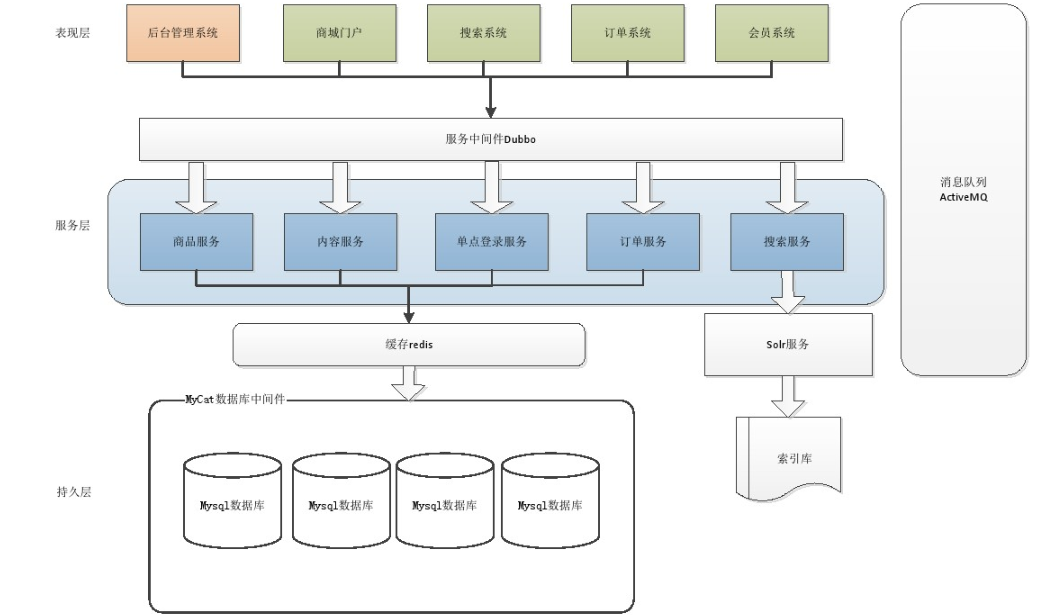 表现层
后台管理系统
商城门户
搜索系统
订单系统
会员系统
服务中间件Dubbo
消息队列
ActiveMQ
服务层
商品服务
内容服务
单点登录服务
订单服务
搜索服务
缓存redis
Solr服务
MyCat数据库中间件
索引库
持久层
Mysql数据库
Mysql数据库
Mysql数据库
Mysql数据库